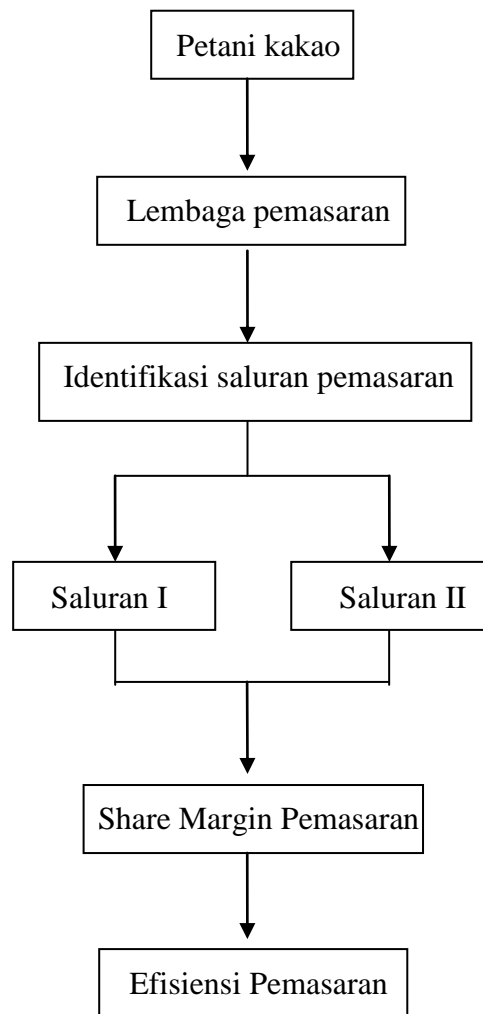 Petani kakao
Lembaga pemasaran
Identifikasi saluran pemasaran
Saluran I
Saluran II
Share Margin Pemasaran
Efisiensi Pemasaran